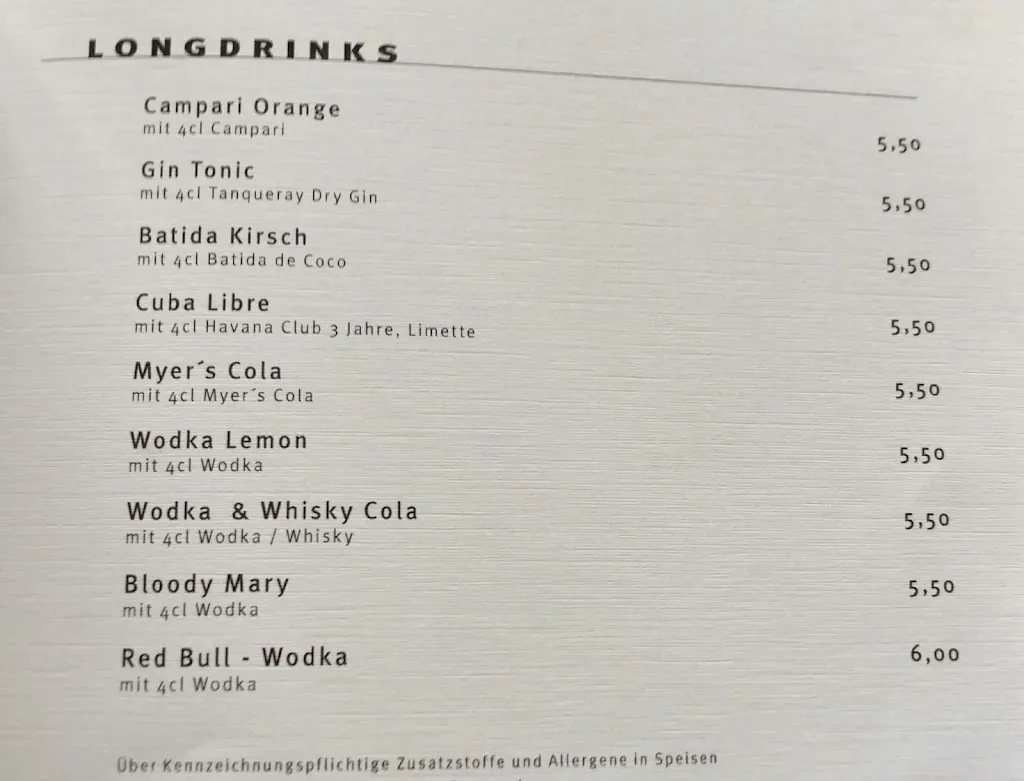 LONGDRINKS
Campari Orange
mit 4cl Campari
5,50
Gin Tonic
mit 4cl Tanqueray Dry Gin
5,50
Batida Kirsch
mit 4cl Batida de Coco
5,50
Cuba Libre
mit 4cl Havana Club 3 Jahre, Limette
5,50
Myer´s Cola
mit 4cl Myer´s Cola
5,50
Wodka Lemon
mit 4cl Wodka
5,50
Wodka & Whisky Cola
mit 4cl Wodka / Whisky
5,50
Bloody Mary
mit 4cl Wodka
5,50
Red Bull - Wodka
mit 4cl Wodka
6,00
Über Kennzeichnungspflichtige Zusatzstoffe und Allergene in Speisen